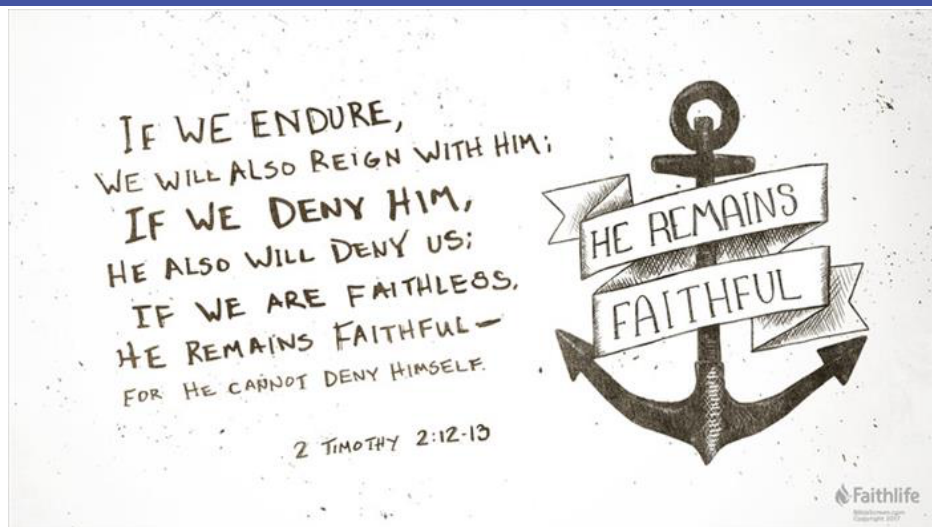 IF WE ENDURE,
WE WILL ALSO REIGN WITH HIM;
IF WE DENY HIM,
HE ALSO WILL DENY US;
IF WE ARE FAITHLESS,
HE REMAINS FAITHFUL—
FOR HE CANNOT DENY HIMSELF.
2 TIMOTHY 2:12-13
HE REMAINS
FAITHFUL
Faithlife
Copyright 2017